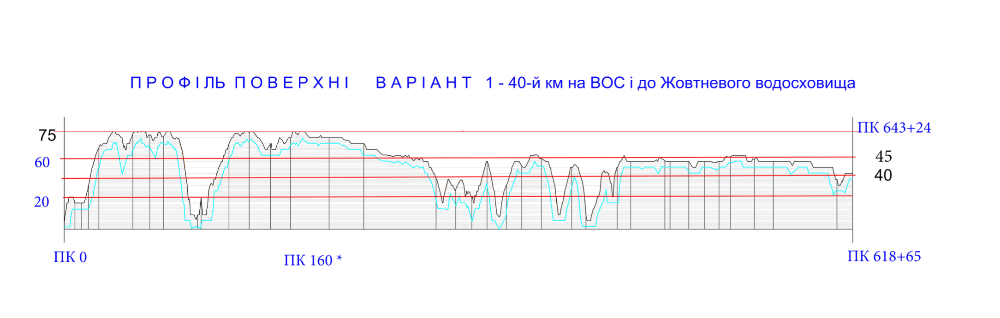 П Р О Ф І ЛЬ П О В Е Р Х Н І В А Р І А Н Т 1 - 40-й км на ВОС і до Жовтневого водосховища
75
ПК 643+24
60
45
40
20
ПК 0
ПК 160 *
ПК 618+65